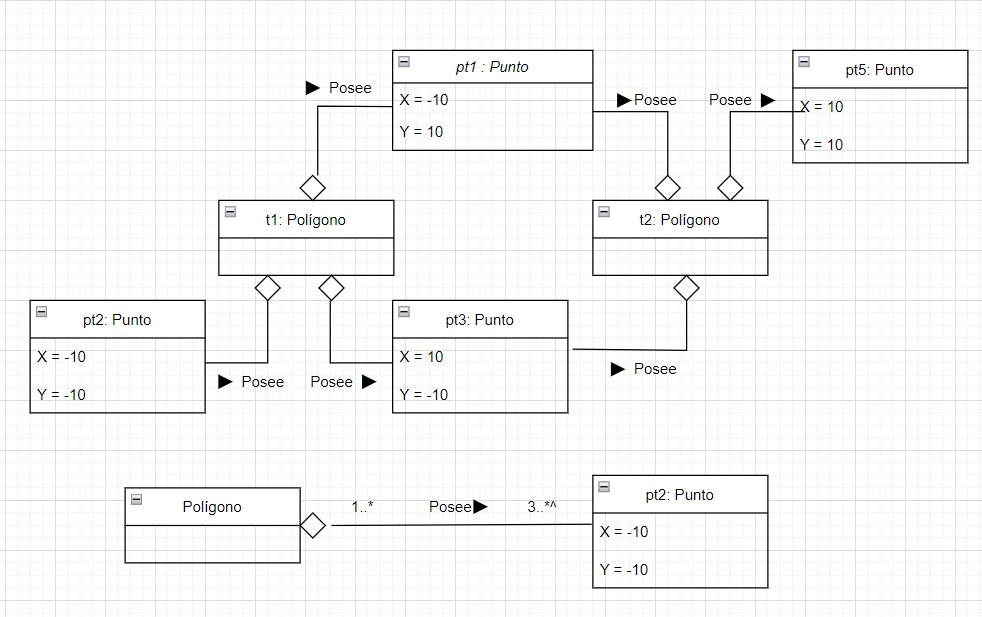 pt1 : Punto
X = -10
Y = 10
Posee
Posee
Posee
pt5: Punto
X = 10
Y = 10
t1: Polígono
t2: Polígono
pt2: Punto
X = -10
Y = -10
Posee
Posee
pt3: Punto
X = 10
Y = -10
Posee
Polígono
1..*
Posee
3..*^
pt2: Punto
X = -10
Y = -10